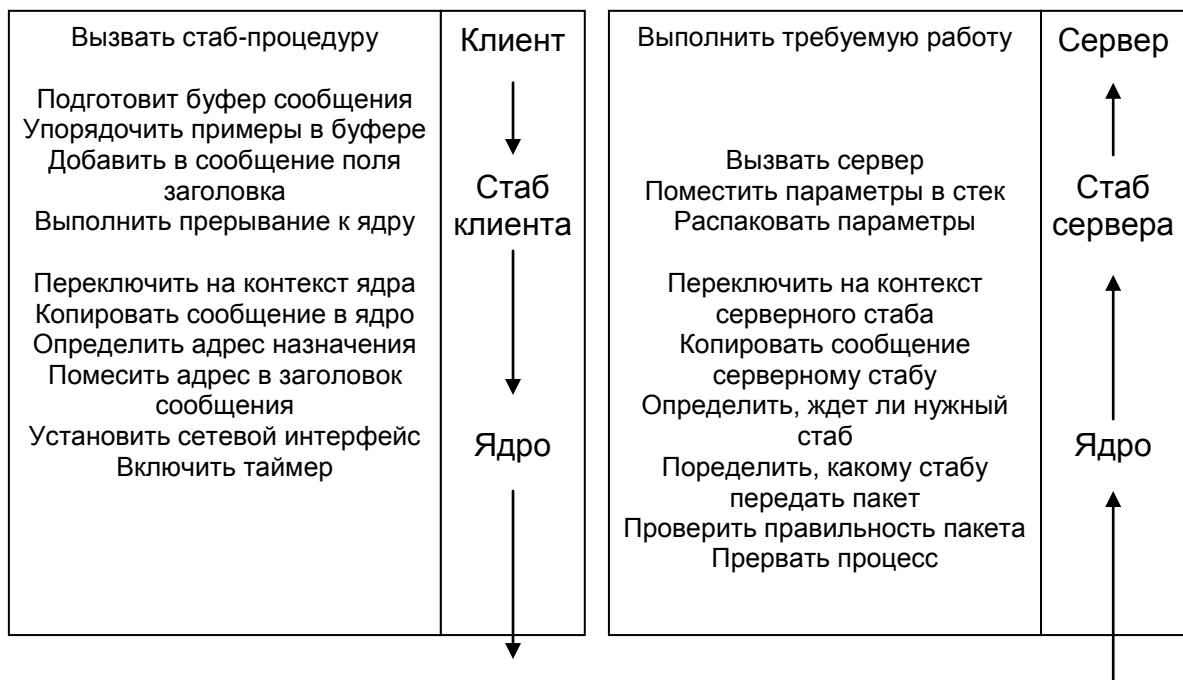 Вызвать стаб-процедуру
Подготовит буфер сообщения
Упорядочить примеры в буфере
Добавить в сообщение поля
заголовка
Выполнить прерывание к ядру
Переключить на контекст ядра
Копировать сообщение в ядро
Определить адрес назначения
Помесить адрес в заголовок
сообщения
Установить сетевой интерфейс
Включить таймер
Клиент
Стаб
клиента
Ядро
Выполнить требуемую работу
Вызвать сервер
Поместить параметры в стек
Распаковать параметры
Переключить на контекст
серверного стаба
Копировать сообщение
серверному стабу
Определить, ждет ли нужный
стаб
Поределить, какому стабу
передать пакет
Проверить правильность пакета
Прервать процесс
Сервер
Стаб
сервера
Ядро